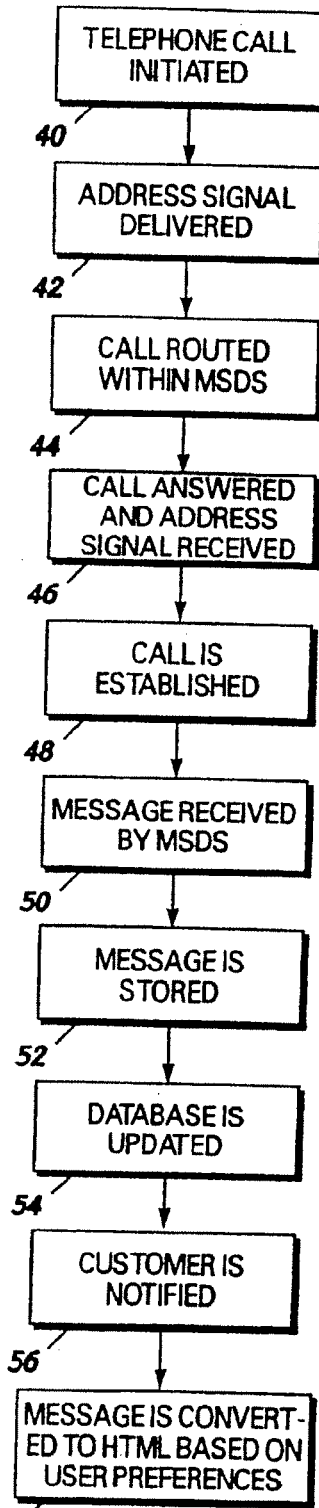 TELEPHONE CALL
INITIATED
40
ADDRESS SIGNAL
DELIVERED
42
CALL ROUTED
WITHIN MSDS
44
CALL ANSWERED
AND ADDRESS
SIGNAL RECEIVED
46
CALL IS
ESTABLISHED
48
MESSAGE RECEIVED
BY MSDS
50
MESSAGE IS
STORED
52
DATABASE IS
UPDATED
54
CUSTOMER IS
NOTIFIED
56
MESSAGE IS CONVERT-
ED TO HTML BASED ON
USER PREFERENCES